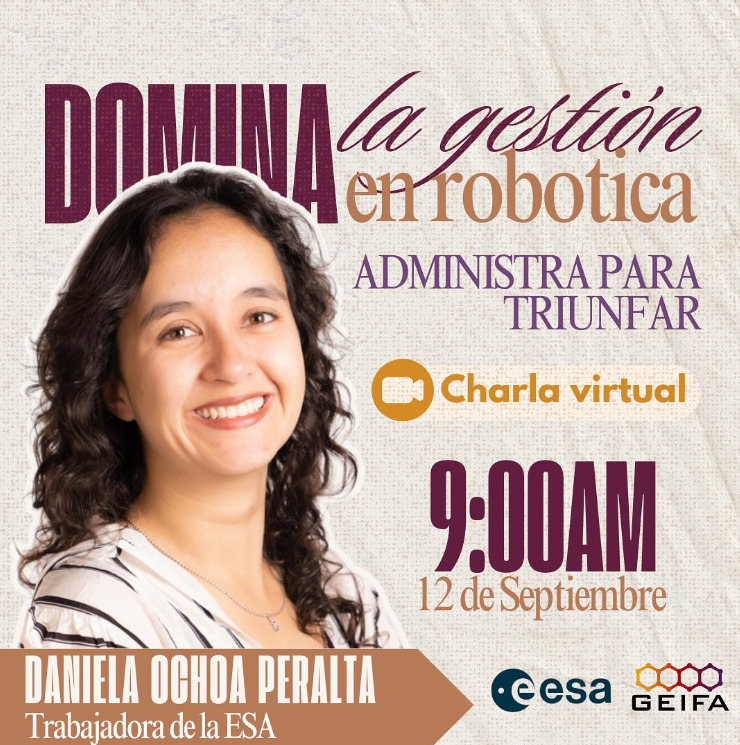 DOMINA
la gestión
en robotica
ADMINISTRA PARA
TRIUNFAR
Charla virtual
9:00AM
12 de Septiembre
DANIELA OCHOA PERALTA
Trabajadora de la ESA
esa
GEIFA